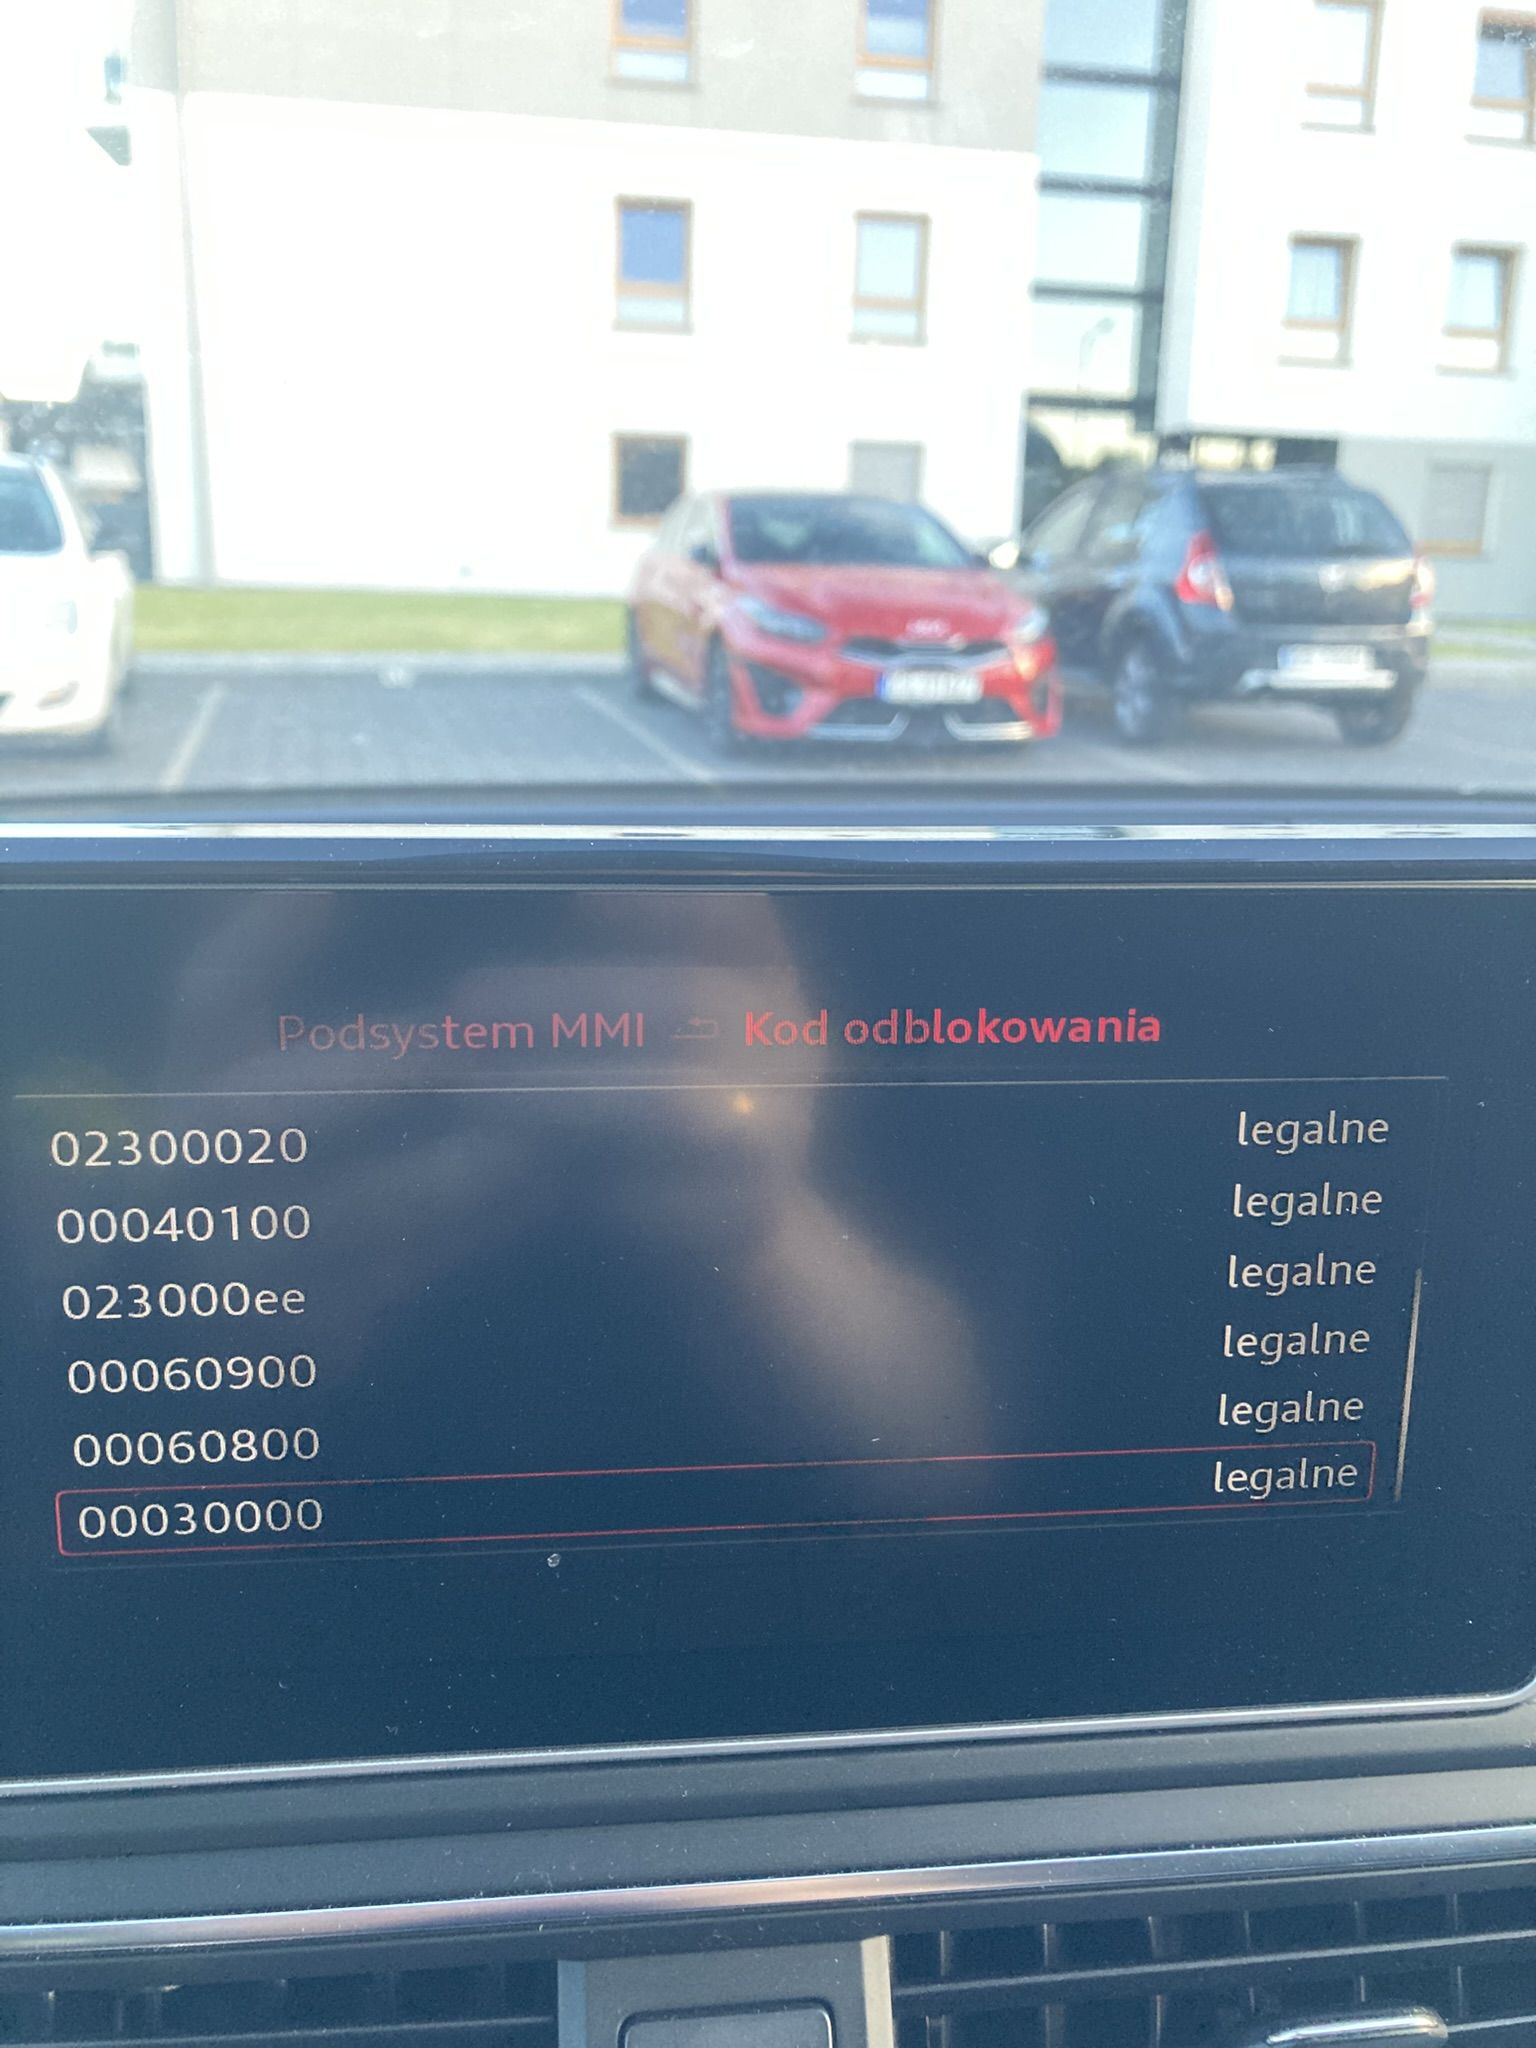 Podsystem MMI Kod odblokowania
02300020 legalne
00040100 legalne
023000ee legalne
00060900 legalne
00060800 legalne
00030000 legalne